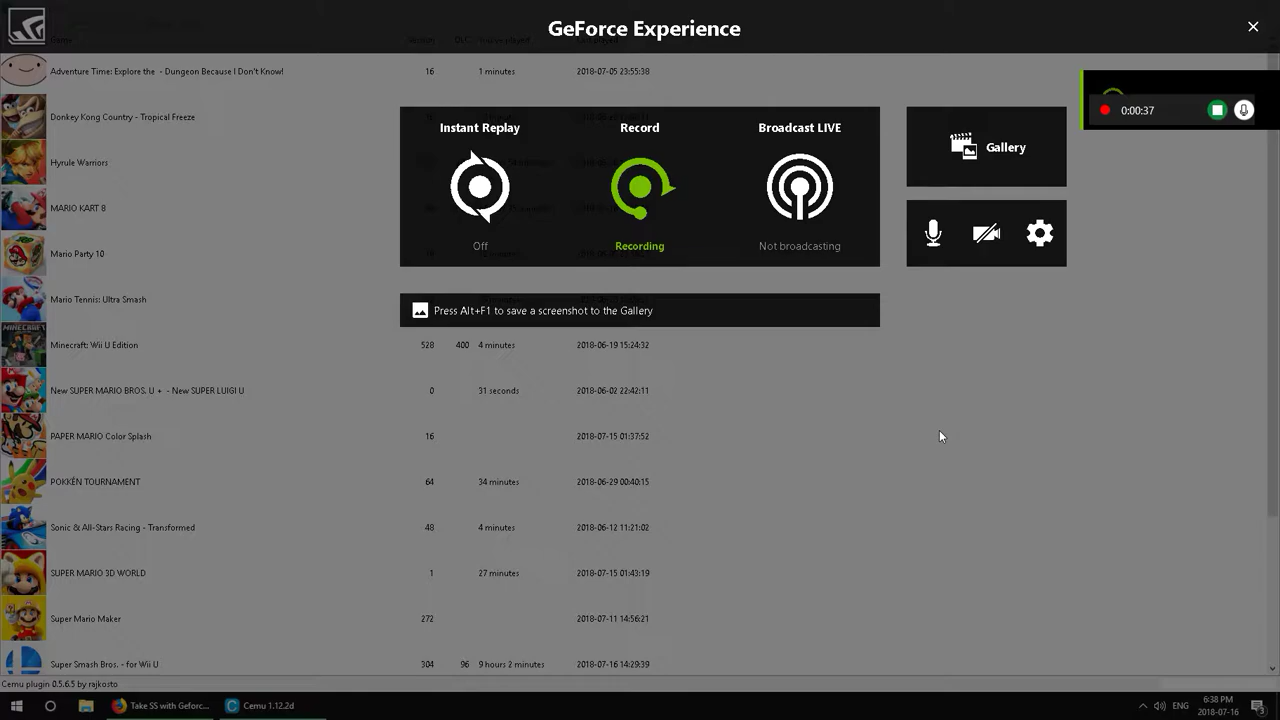 GeForce Experience
Game
Version
DLC
Adventure Time: Explore the - Dungeon Because I Don't Know! 16 1 minutes 2018-07-05 23:55:38
0:00:37
Donkey Kong Country - Tropical Freeze
Instant Replay Record Broadcast LIVE
Gallery
Hyrule Warriors
MARIO KART 8
Off Recording Not broadcasting
Mario Party 10
Mario Tennis: Ultra Smash
Press Alt+F1 to save a screenshot to the Gallery
Minecraft: Wii U Edition 528 400 4 minutes 2018-06-19 15:24:32
New SUPER MARIO BROS. U + - New SUPER LUIGI U 0 31 seconds 2018-06-02 22:42:11
PAPER MARIO Color Splash 16 2018-07-15 01:37:52
POKKÉN TOURNAMENT 64 34 minutes 2018-06-29 00:40:15
Sonic & All-Stars Racing - Transformed 48 4 minutes 2018-06-12 11:21:02
SUPER MARIO 3D WORLD 1 27 minutes 2018-07-15 01:43:19
Super Mario Maker 272 2018-07-11 14:56:21
Super Smash Bros. - for Wii U 304 96 9 hours 2 minutes 2018-07-16 14:29:39
Cemu plugin 0.5.6.5 by rajkosto
Take SS with Geforc... Cemu 1.12.2d ENG 6:38 PM
2018-07-16
3